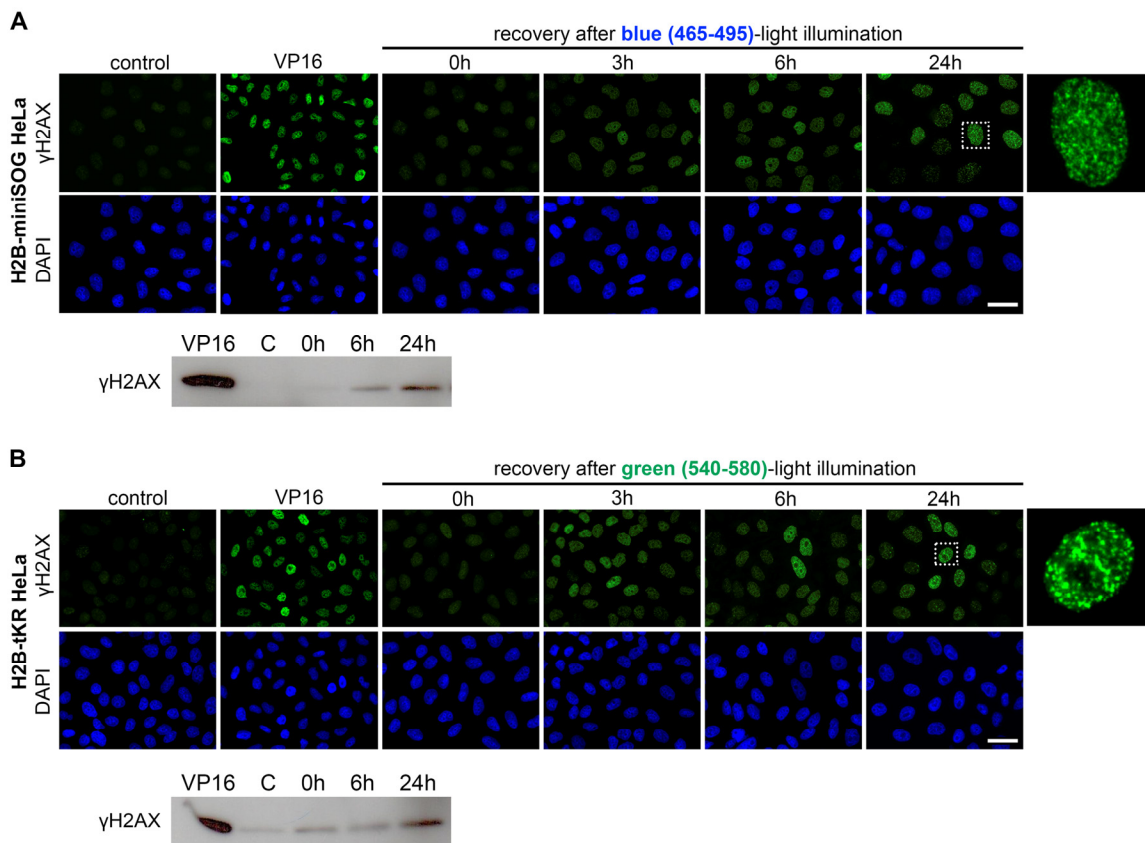 A
recovery after blue (465-495)-light illumination
control VP16 0h 3h 6h 24h
H2B-miniSOG HeLa
γH2AX
DAPI
VP16 C 0h 6h 24h
γH2AX
B
recovery after green (540-580)-light illumination
control VP16 0h 3h 6h 24h
H2B-tKR HeLa
γH2AX
DAPI
VP16 C 0h 6h 24h
γH2AX